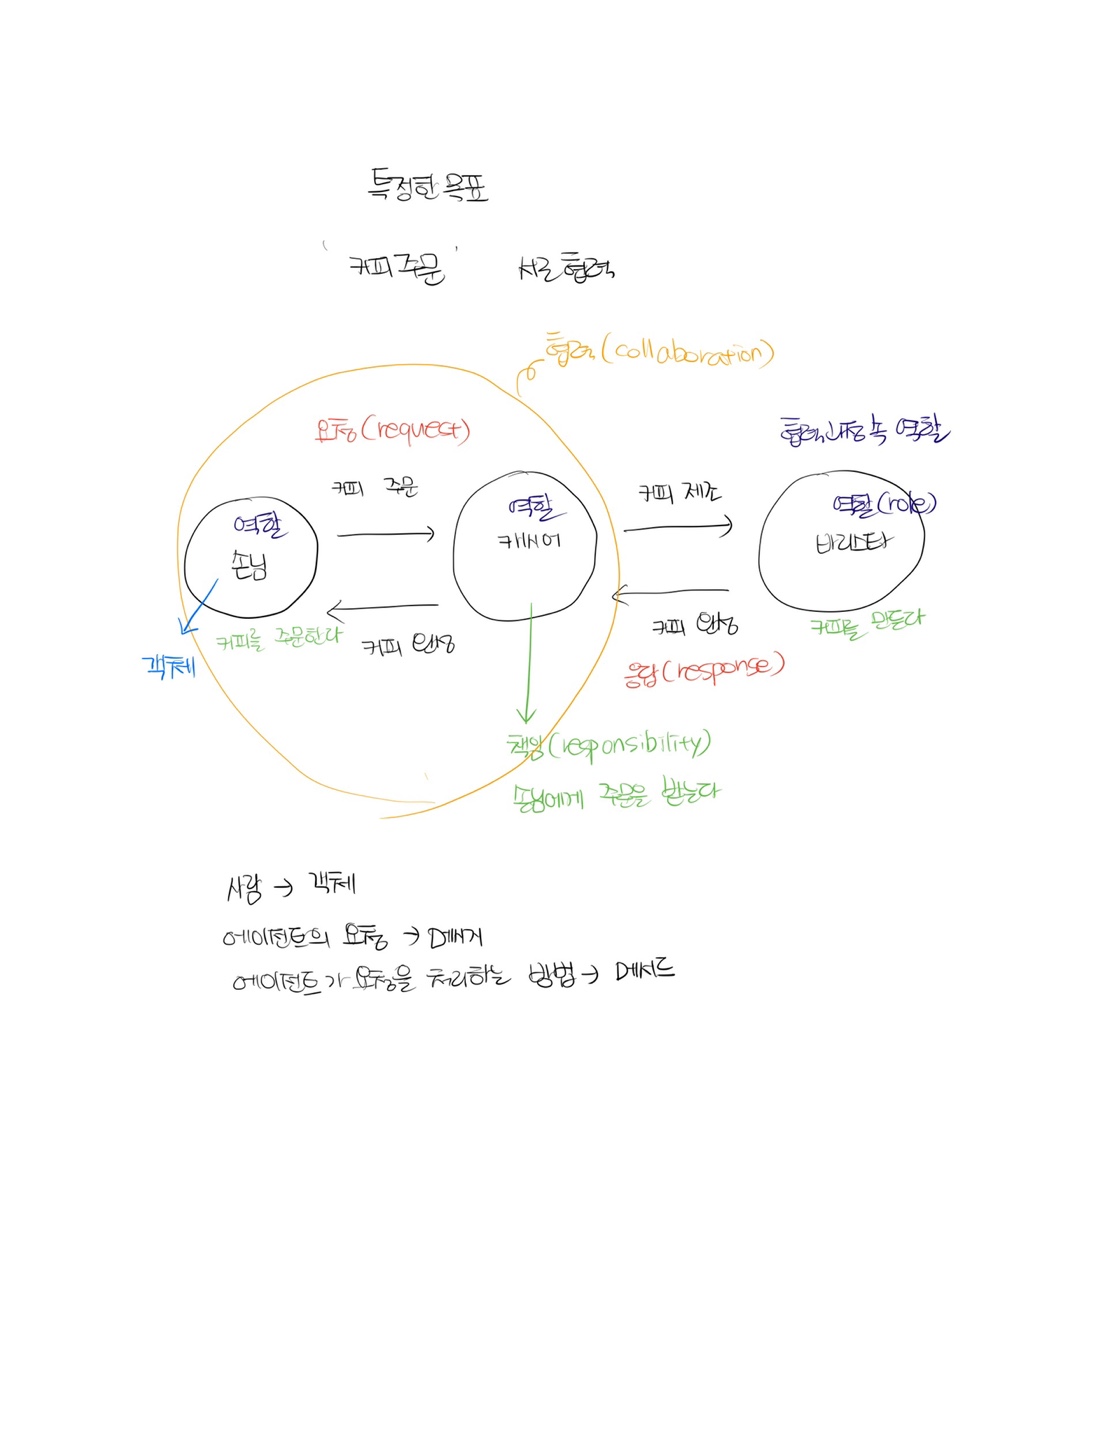 특정한 목표
'커피 주문' 서로 협력
협력(collaboration)
요청(request)
협력 과정 속 역할
커피 주문
커피 제조
역할
손님
역할
캐시어
역할(role)
바리스타
커피를 주문한다
커피 완성
커피 완성
커피를 만든다
객체
응답(response)
책임(responsibility)
손님에게 주문을 받는다
사람 → 객체
에이전트의 요청 → 메시지
에이전트가 요청을 처리하는 방법 → 메서드